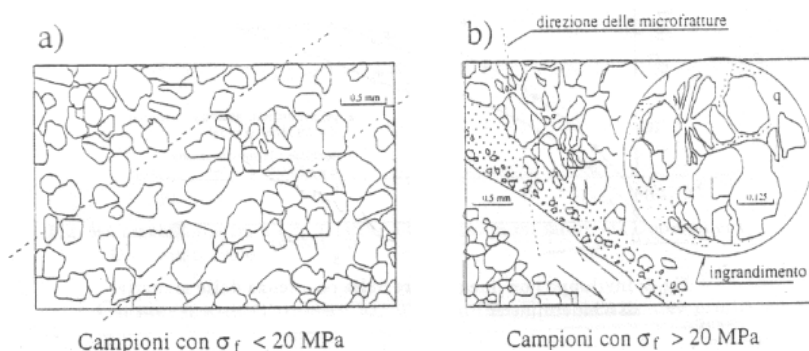 a)
0.5 mm
Campioni con σf < 20 MPa
direzione delle microfratture
b)
q
0.125
0.5 mm
ingrandimento
Campioni con σf > 20 MPa